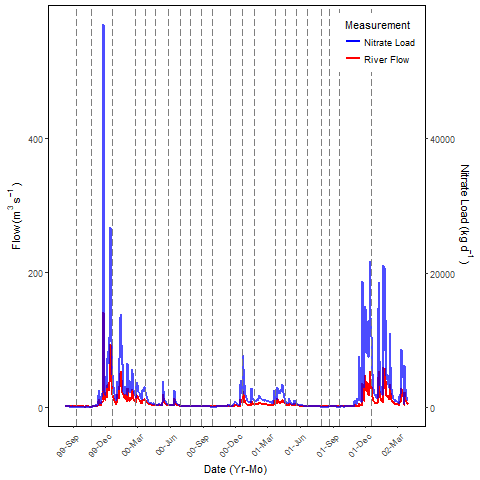 Measurement
Nitrate Load
River Flow
400
200
0
40000
20000
0
Flow (m³ s⁻¹)
Nitrate Load (kg d⁻¹)
99-Sep
99-Dec
00-Mar
00-Jun
00-Sep
00-Dec
01-Mar
01-Jun
01-Sep
01-Dec
02-Mar
Date (Yr-Mo)